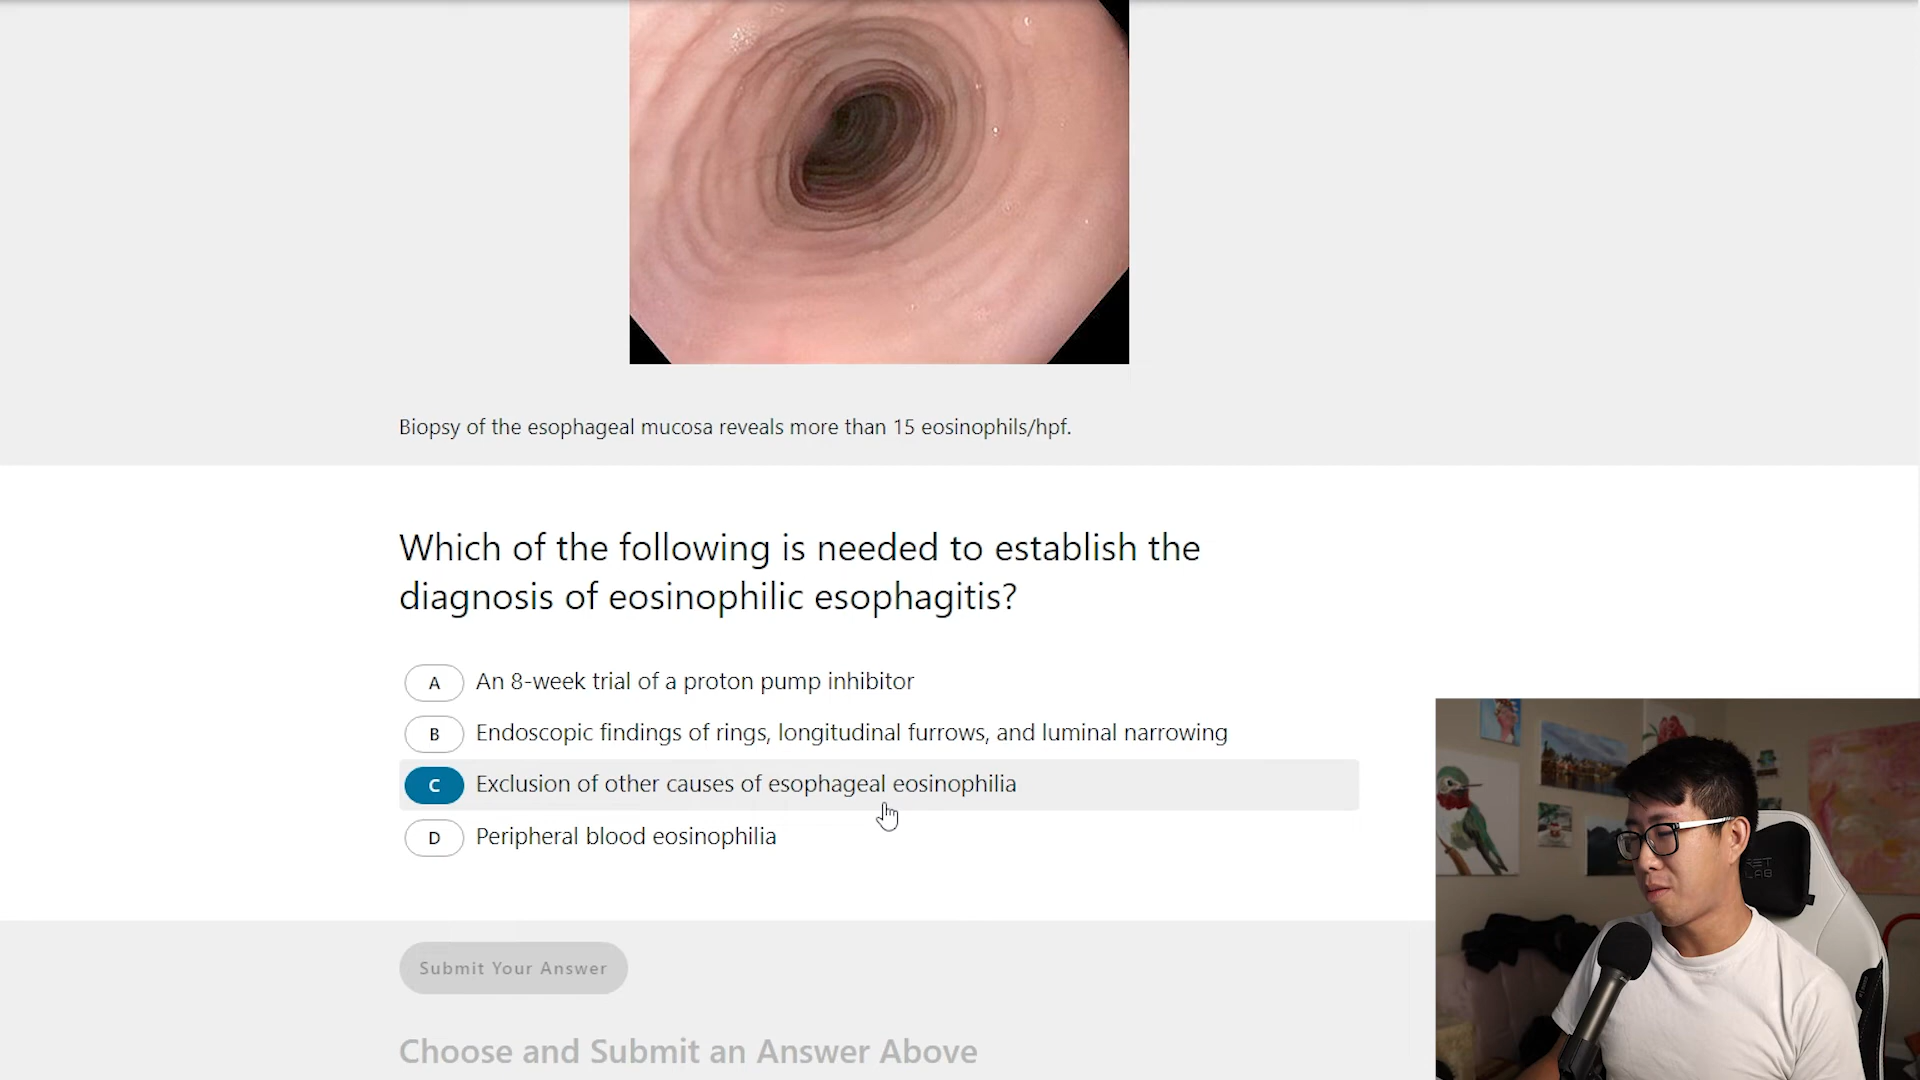 Biopsy of the esophageal mucosa reveals more than 15 eosinophils/hpf.
Which of the following is needed to establish the
diagnosis of eosinophilic esophagitis?
A An 8-week trial of a proton pump inhibitor
B Endoscopic findings of rings, longitudinal furrows, and luminal narrowing
C Exclusion of other causes of esophageal eosinophilia
D Peripheral blood eosinophilia
Submit Your Answer
Choose and Submit an Answer Above